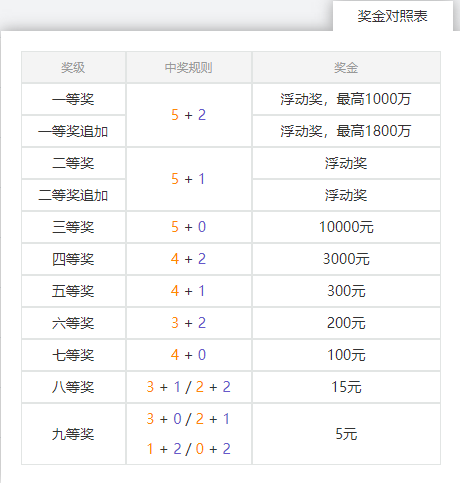 奖金对照表
奖级 中奖规则 奖金
一等奖 5 + 2 浮动奖，最高1000万
一等奖追加 浮动奖，最高1800万
二等奖 5 + 1 浮动奖
二等奖追加 浮动奖
三等奖 5 + 0 10000元
四等奖 4 + 2 3000元
五等奖 4 + 1 300元
六等奖 3 + 2 200元
七等奖 4 + 0 100元
八等奖 3 + 1 / 2 + 2 15元
九等奖 3 + 0 / 2 + 1 5元
1 + 2 / 0 + 2